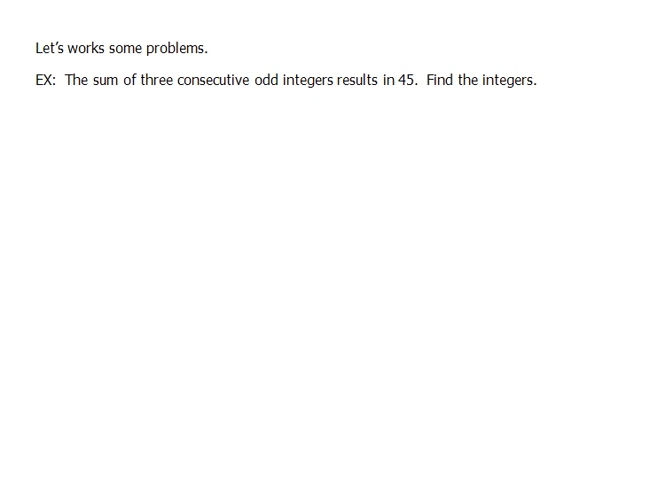 Let's works some problems.
EX:  The sum of three consecutive odd integers results in 45.  Find the integers.